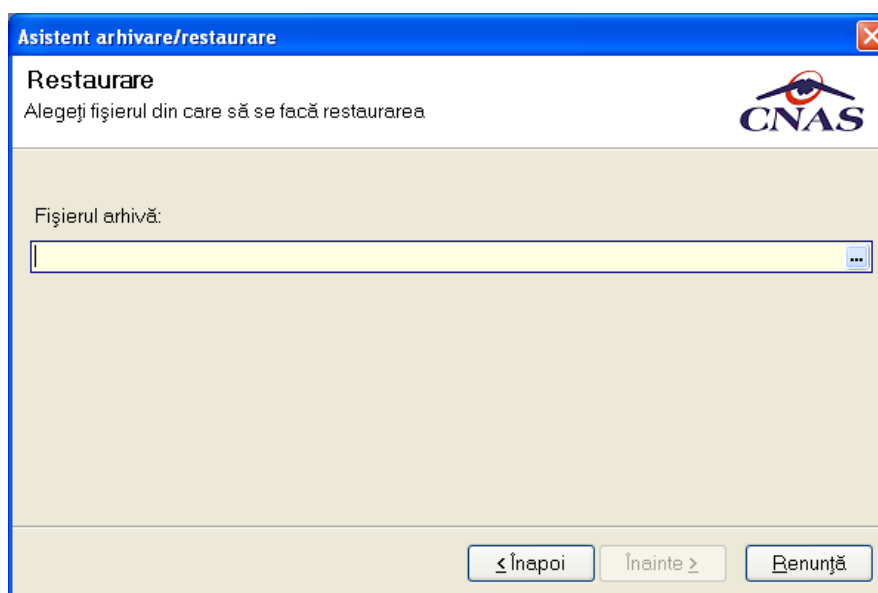 Asistent arhivare/restaurare
Restaurare
Alegeţi fişierul din care să se facă restaurarea
CNAS
Fişierul arhivă:
...
< Înapoi
Înainte >
Renunţă